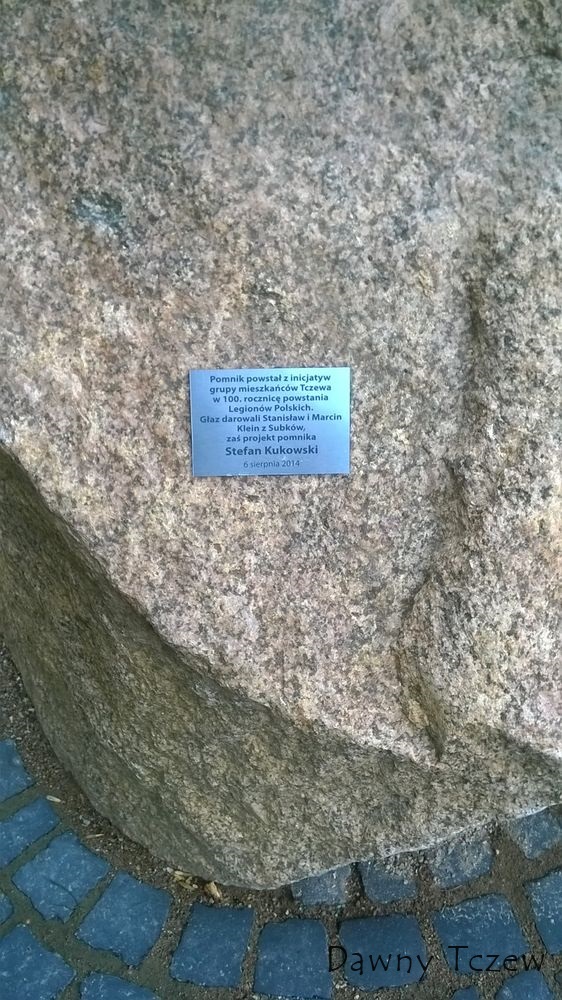 Pomnik powstał z inicjatyw
grupy mieszkańców Tczewa
w 100. rocznicę powstania
Legionów Polskich.
Głaz darowali Stanisław i Marcin
Klein z Subków,
zaś projekt pomnika
Stefan Kukowski
6 sierpnia 2014
Dawny Tczew